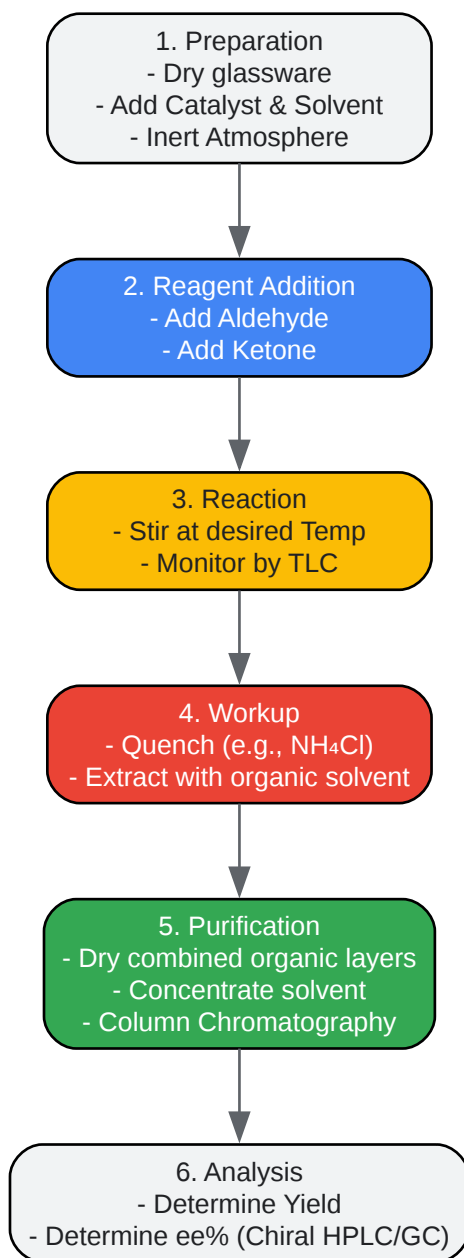 1. Preparation
- Dry glassware
- Add Catalyst & Solvent
- Inert Atmosphere
2. Reagent Addition
- Add Aldehyde
- Add Ketone
3. Reaction
- Stir at desired Temp
- Monitor by TLC
4. Workup
- Quench (e.g., NH₄Cl)
- Extract with organic solvent
5. Purification
- Dry combined organic layers
- Concentrate solvent
- Column Chromatography
6. Analysis
- Determine Yield
- Determine ee% (Chiral HPLC/GC)